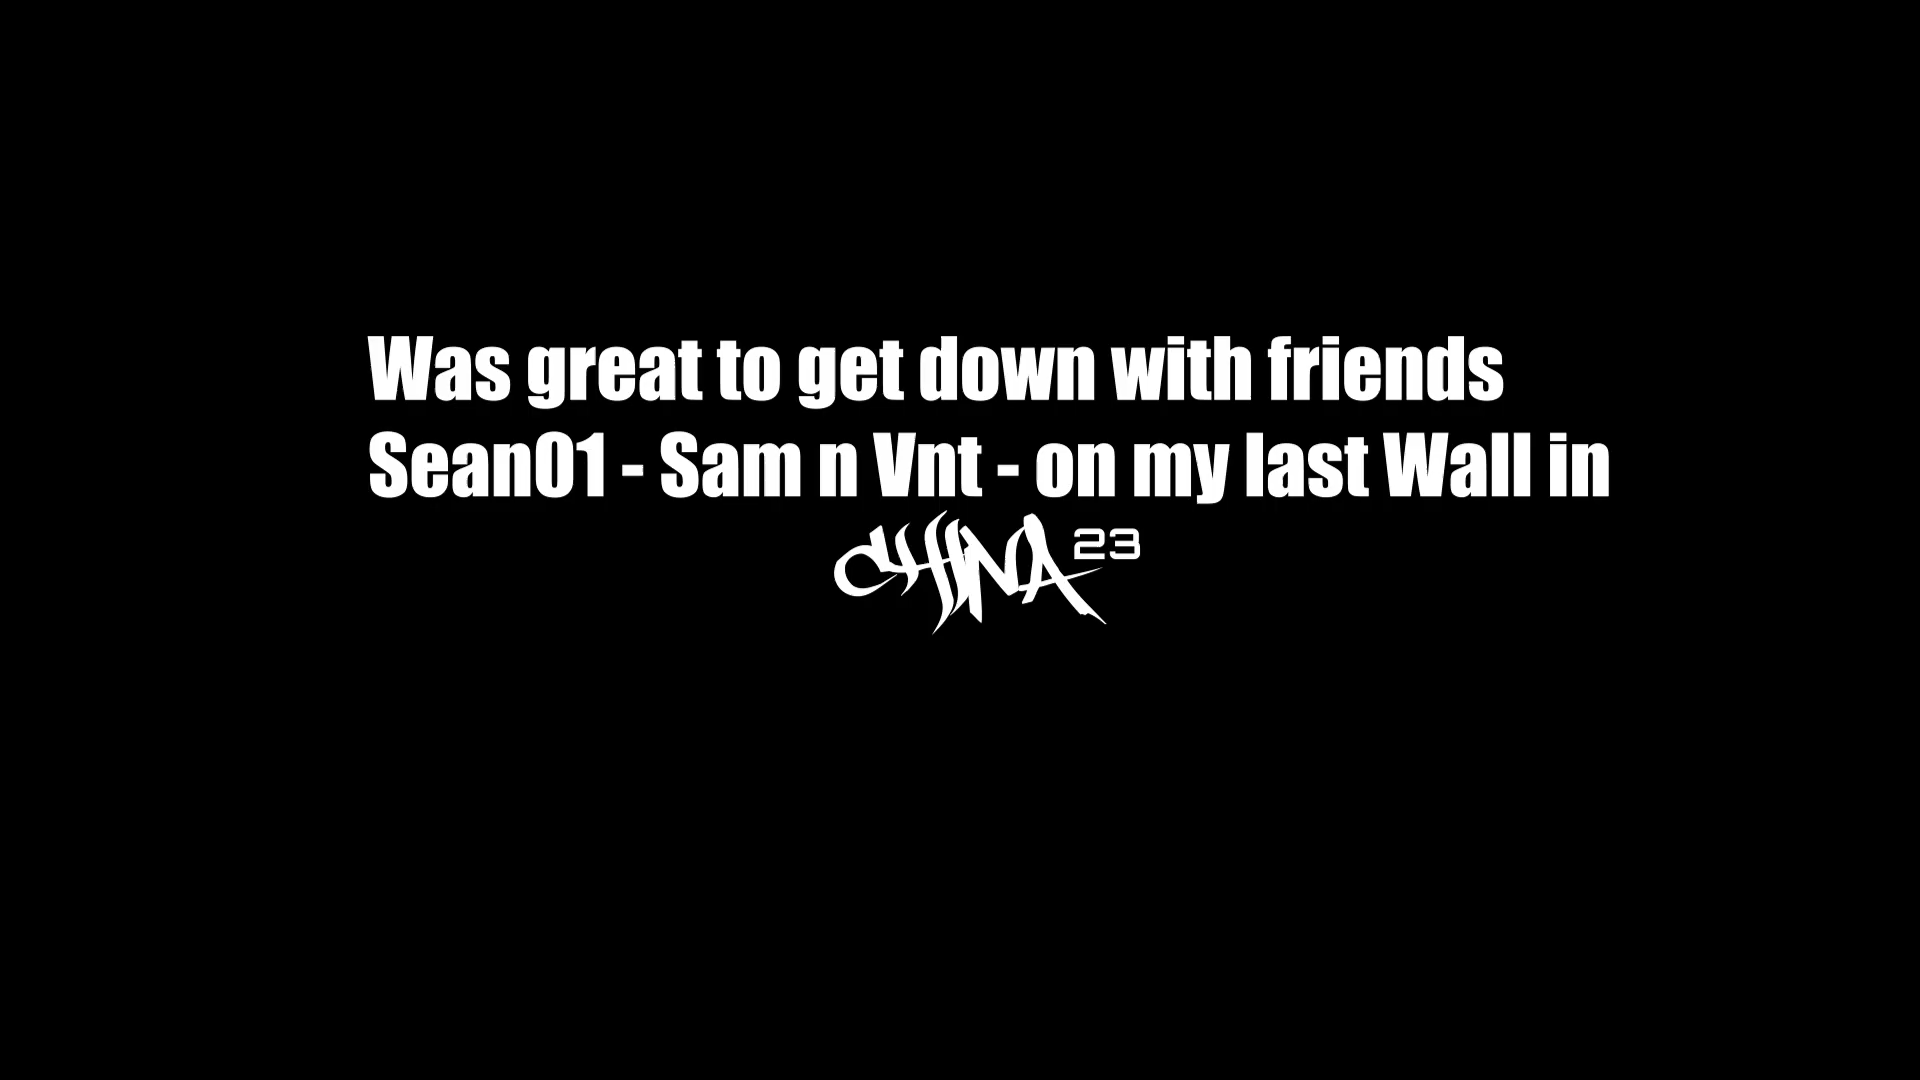 Was great to get down with friends
Sean01 - Sam n Vnt - on my last Wall in
CHINA 23